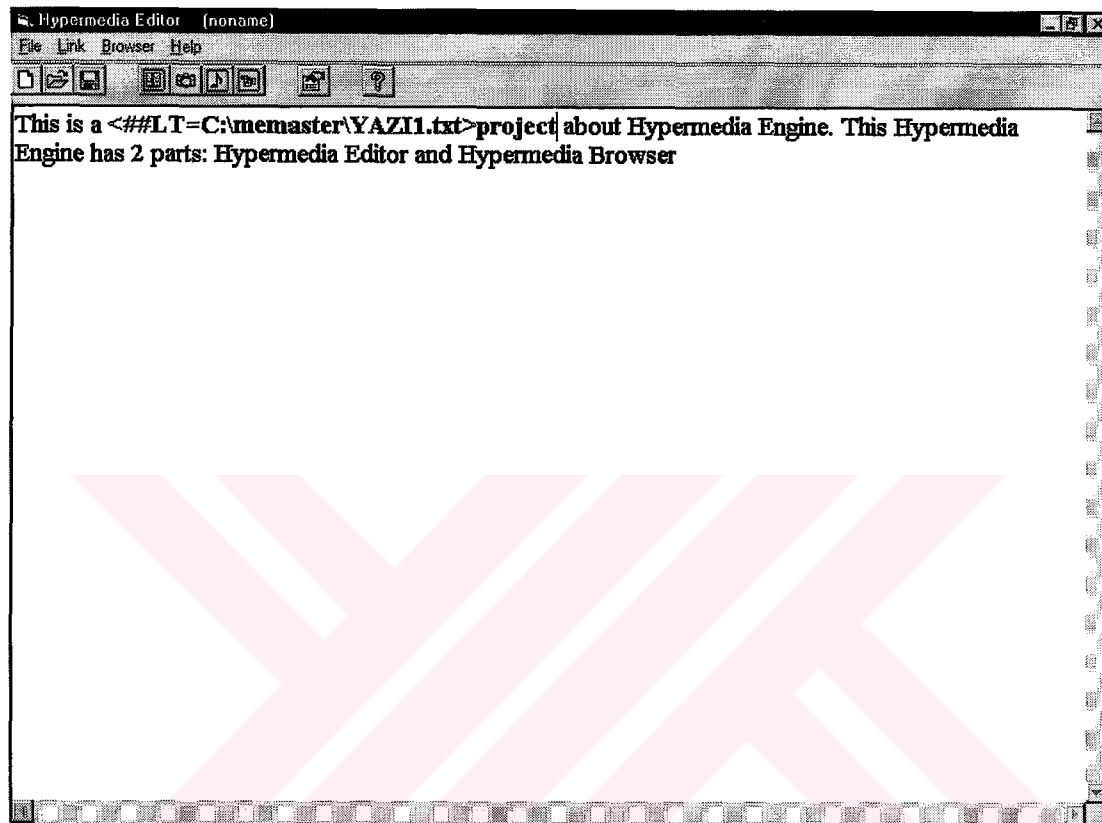 Hypermedia Editor (noname)
File Link Browser Help
This is a <##LT=C:\memaster\YAZI1.txt>project about Hypermedia Engine. This Hypermedia
Engine has 2 parts: Hypermedia Editor and Hypermedia Browser